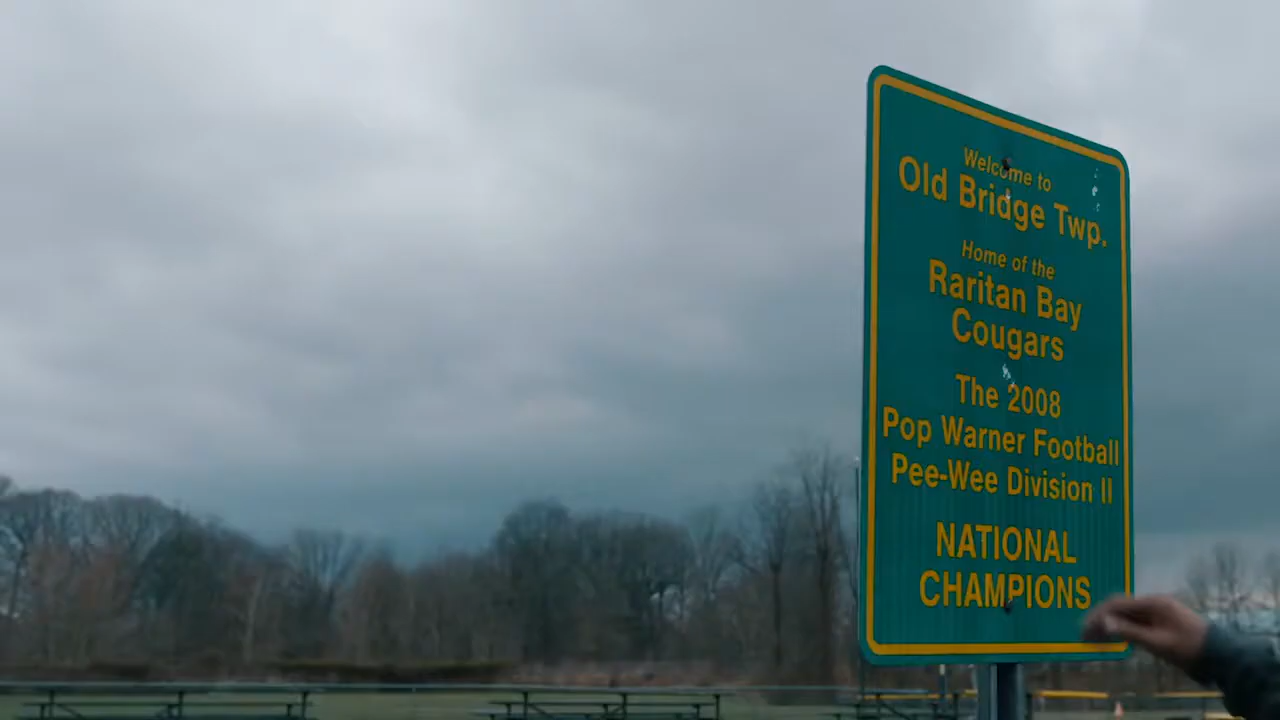 Welcome to
Old Bridge Twp.
Home of the
Raritan Bay
Cougars
The 2008
Pop Warner Football
Pee-Wee Division II
NATIONAL
CHAMPIONS